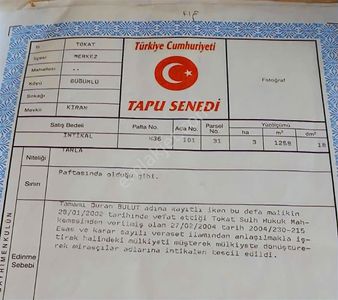 Türkiye Cumhuriyeti
TAPU SENEDİ
Fotoğraf
İli TOKAT
İlçesi MERKEZ
Mahallesi --
Köyü
Sokağı
Mevkii KIRAN
Satış Bedeli Pafta No. Ada No. Parsel No. Yüzölçümü
ha m² dm²
İNTİKAL 101 31 3 1258 18
Niteliği TARLA
Sınırı Paftasında olduğu gibi.
Tamamı Duran BULUT adına kayıtlı iken bu defa malikin
28/01/2002 tarihinde vefat ettiği Tokat Sulh Hukuk Mah-
kemesinden verilmiş olan 27/02/2004 tarih 2004/230-215
Esas ve karar sayılı veraset ilamından anlaşılmakla iş-
tirak halindeki mülkiyeti müşterek mülkiyete dönüştüre-
rek mirasçılar adlarına intikalen tescil edildi.
Edinme
Sebebi